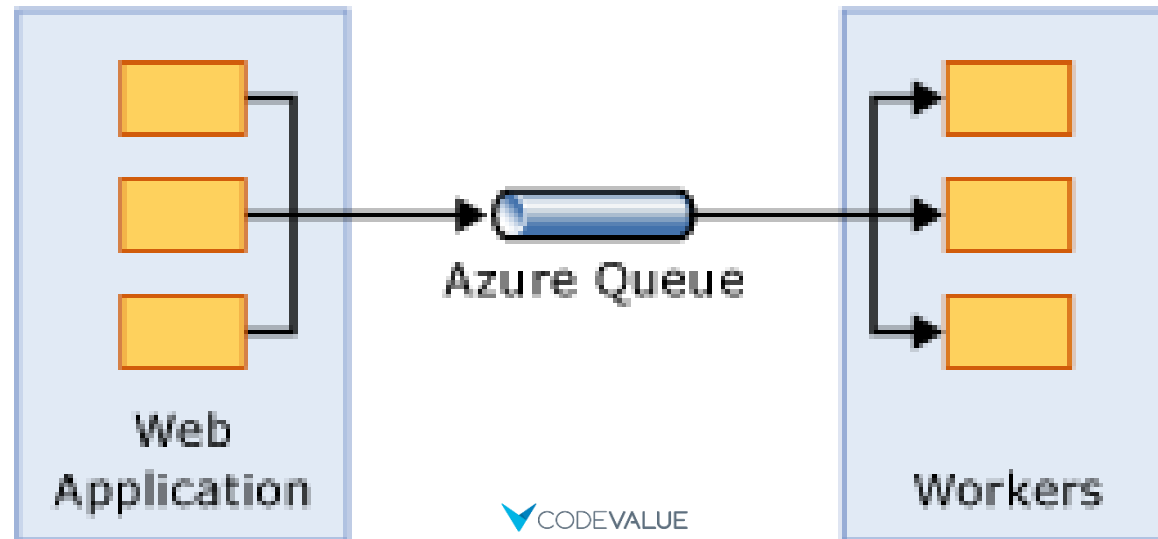 Azure Queue
Web
Application
Workers
CODEVALUE